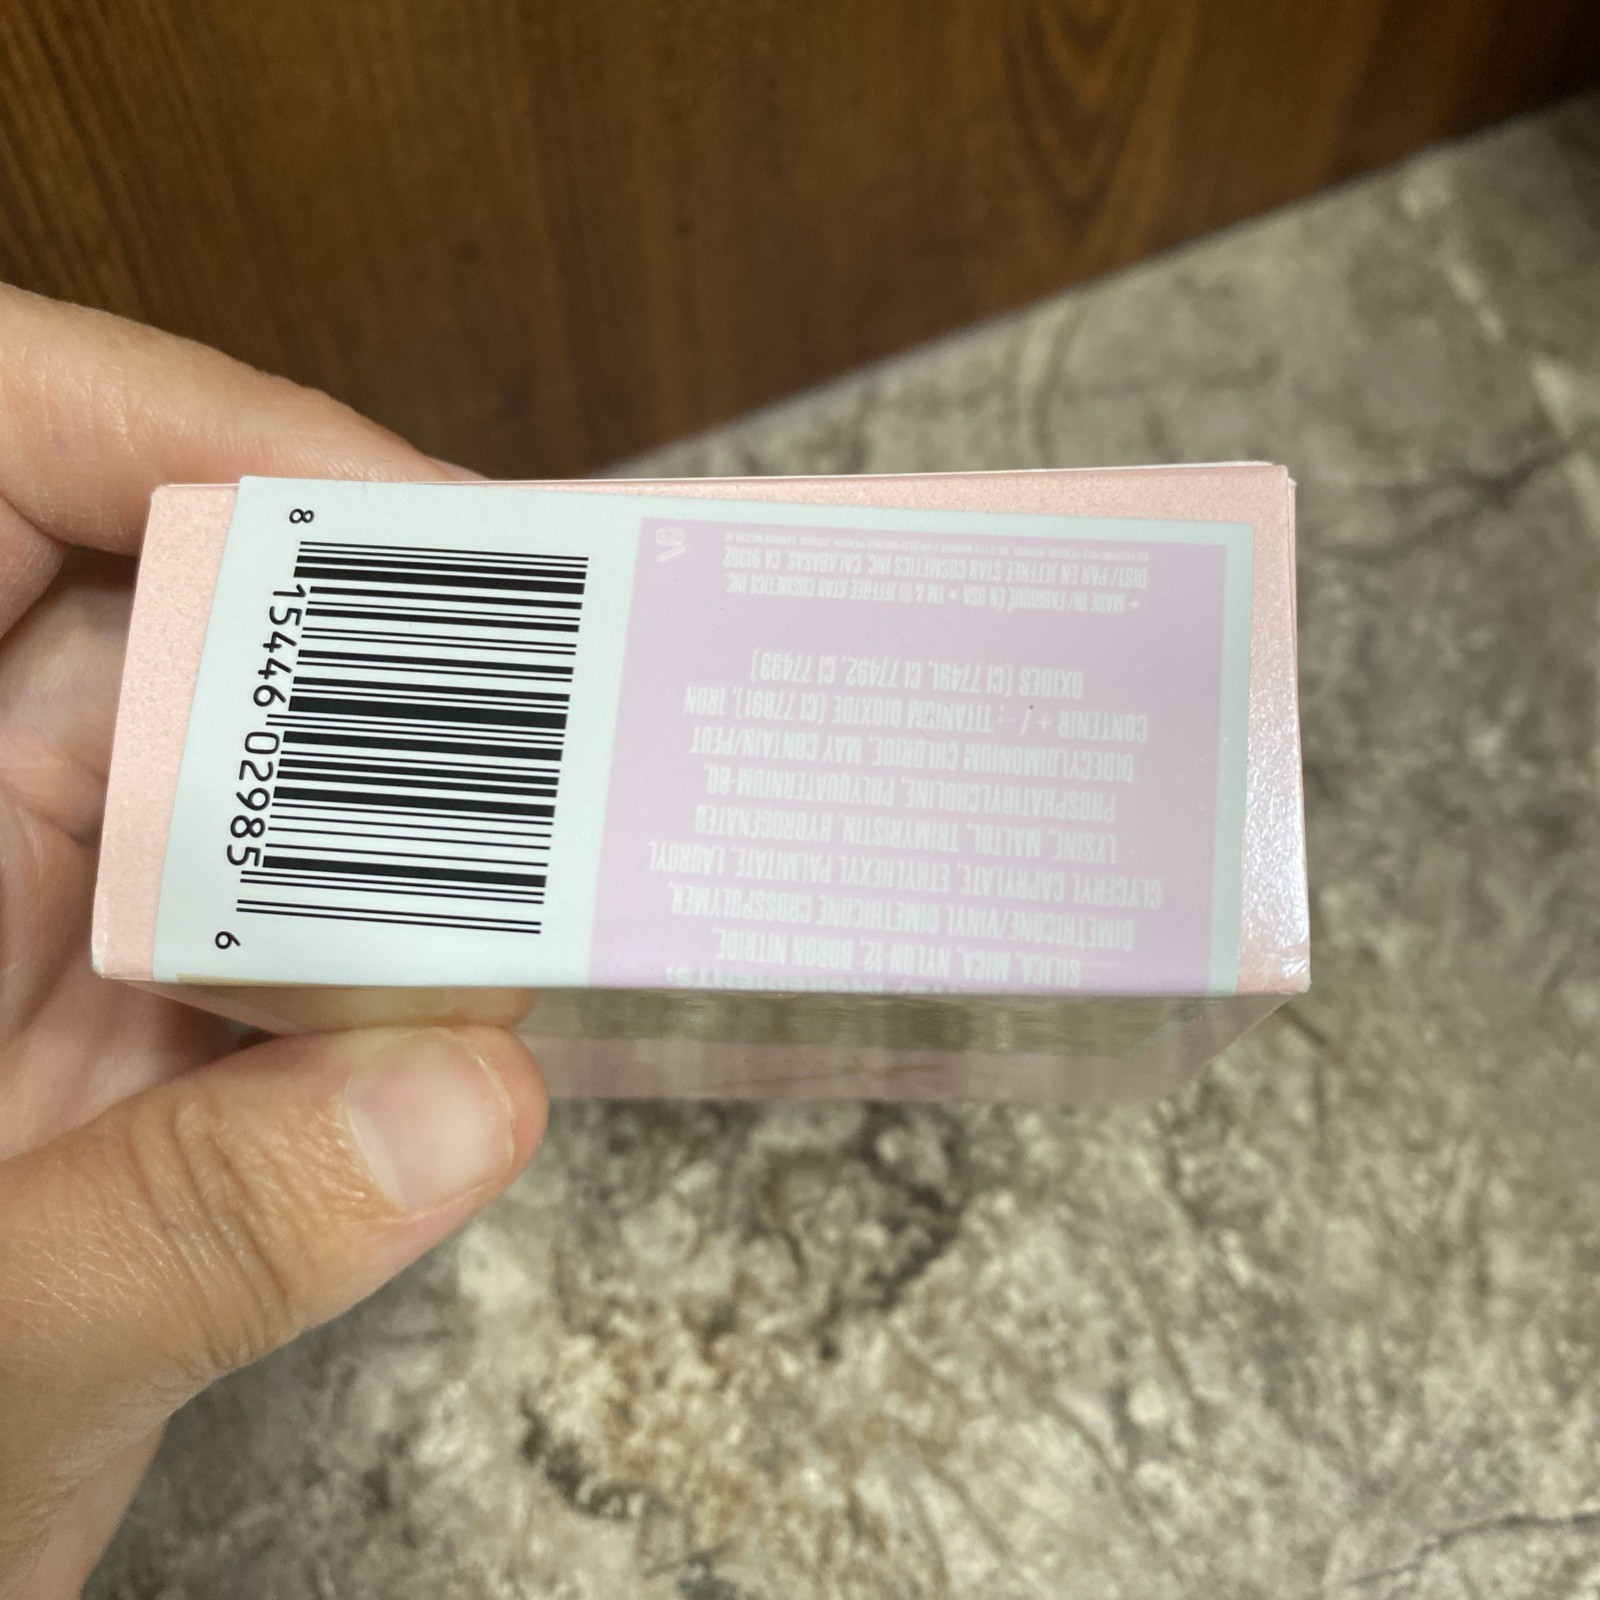 INGREDIENTS:
SILICA, MICA, NYLON-12, BORON NITRIDE,
DIMETHICONE/VINYL DIMETHICONE CROSSPOLYMER,
GLYCERYL CAPRYLATE, ETHYLHEXYL PALMITATE, LAUROYL
LYSINE, MALTOL, TRIMYRISTIN, HYDROGENATED
PHOSPHATIDYLCHOLINE, POLYQUATERNIUM-80,
DIDECYLDIMONIUM CHLORIDE. MAY CONTAIN/PEUT
CONTENIR + / - : TITANIUM DIOXIDE (CI 77891), IRON
OXIDES (CI 77491, CI 77492, CI 77499)
• MADE IN/ FABRIQUÉ EN USA • TM & ® JEFFREE STAR COSMETICS INC.
DIST/ PAR EN JEFFREE STAR COSMETICS INC. CALABASAS, CA 91302
8 15446 02985 6